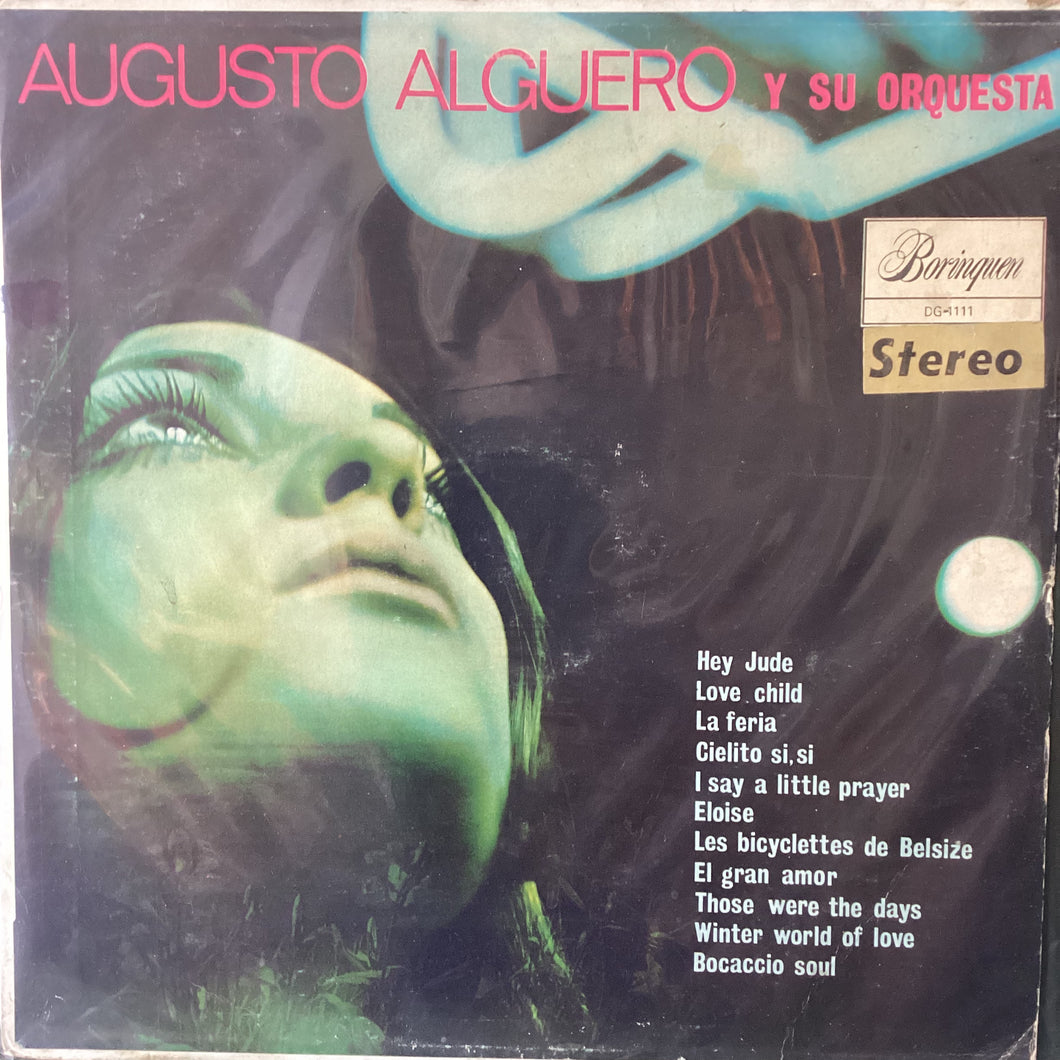 AUGUSTO ALGUERO Y SU ORQUESTA
Borinquen
DG-1111
Stereo
Hey Jude
Love child
La feria
Cielito si, si
I say a little prayer
Eloise
Les bicyclettes de Belsize
El gran amor
Those were the days
Winter world of love
Bocaccio soul